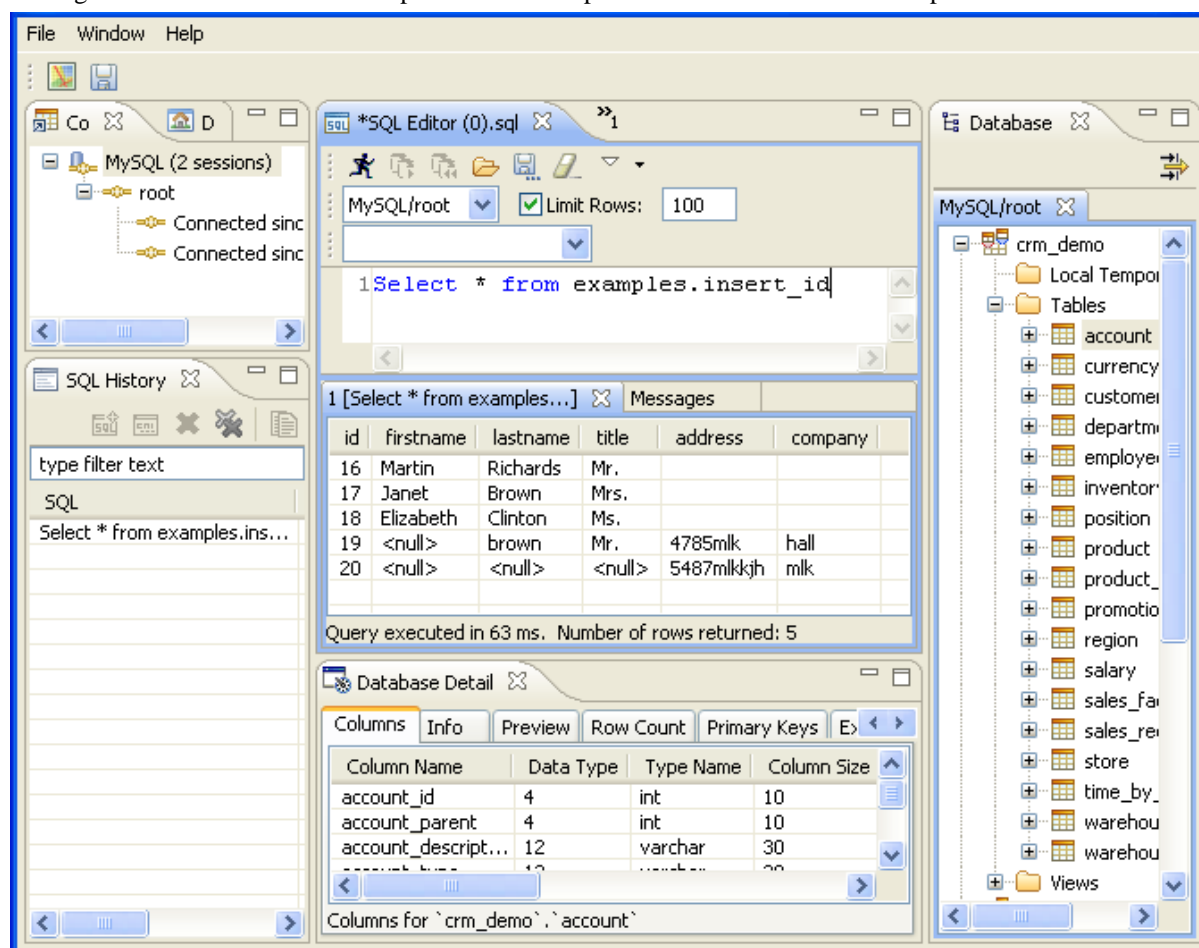 File Window Help
Co D
MySQL (2 sessions)
root
Connected sinc
Connected sinc
SQL History
type filter text
SQL
Select * from examples.ins...
*SQL Editor (0).sql »1
MySQL/root Limit Rows: 100
1Select * from examples.insert_id
1 [Select * from examples...] Messages
id firstname lastname title address company
16 Martin Richards Mr.
17 Janet Brown Mrs.
18 Elizabeth Clinton Ms.
19 <null> brown Mr. 4785mlk hall
20 <null> <null> <null> 5487mlkkjh mlk
Query executed in 63 ms. Number of rows returned: 5
Database Detail
Columns Info Preview Row Count Primary Keys Ex
Column Name Data Type Type Name Column Size
account_id 4 int 10
account_parent 4 int 10
account_descript... 12 varchar 30
Columns for `crm_demo`.`account`
Database
MySQL/root
crm_demo
Local Tempor
Tables
account
currency
customer
departm
employe
inventor
position
product
product_
promotio
region
salary
sales_fa
sales_re
store
time_by_
warehou
warehou
Views